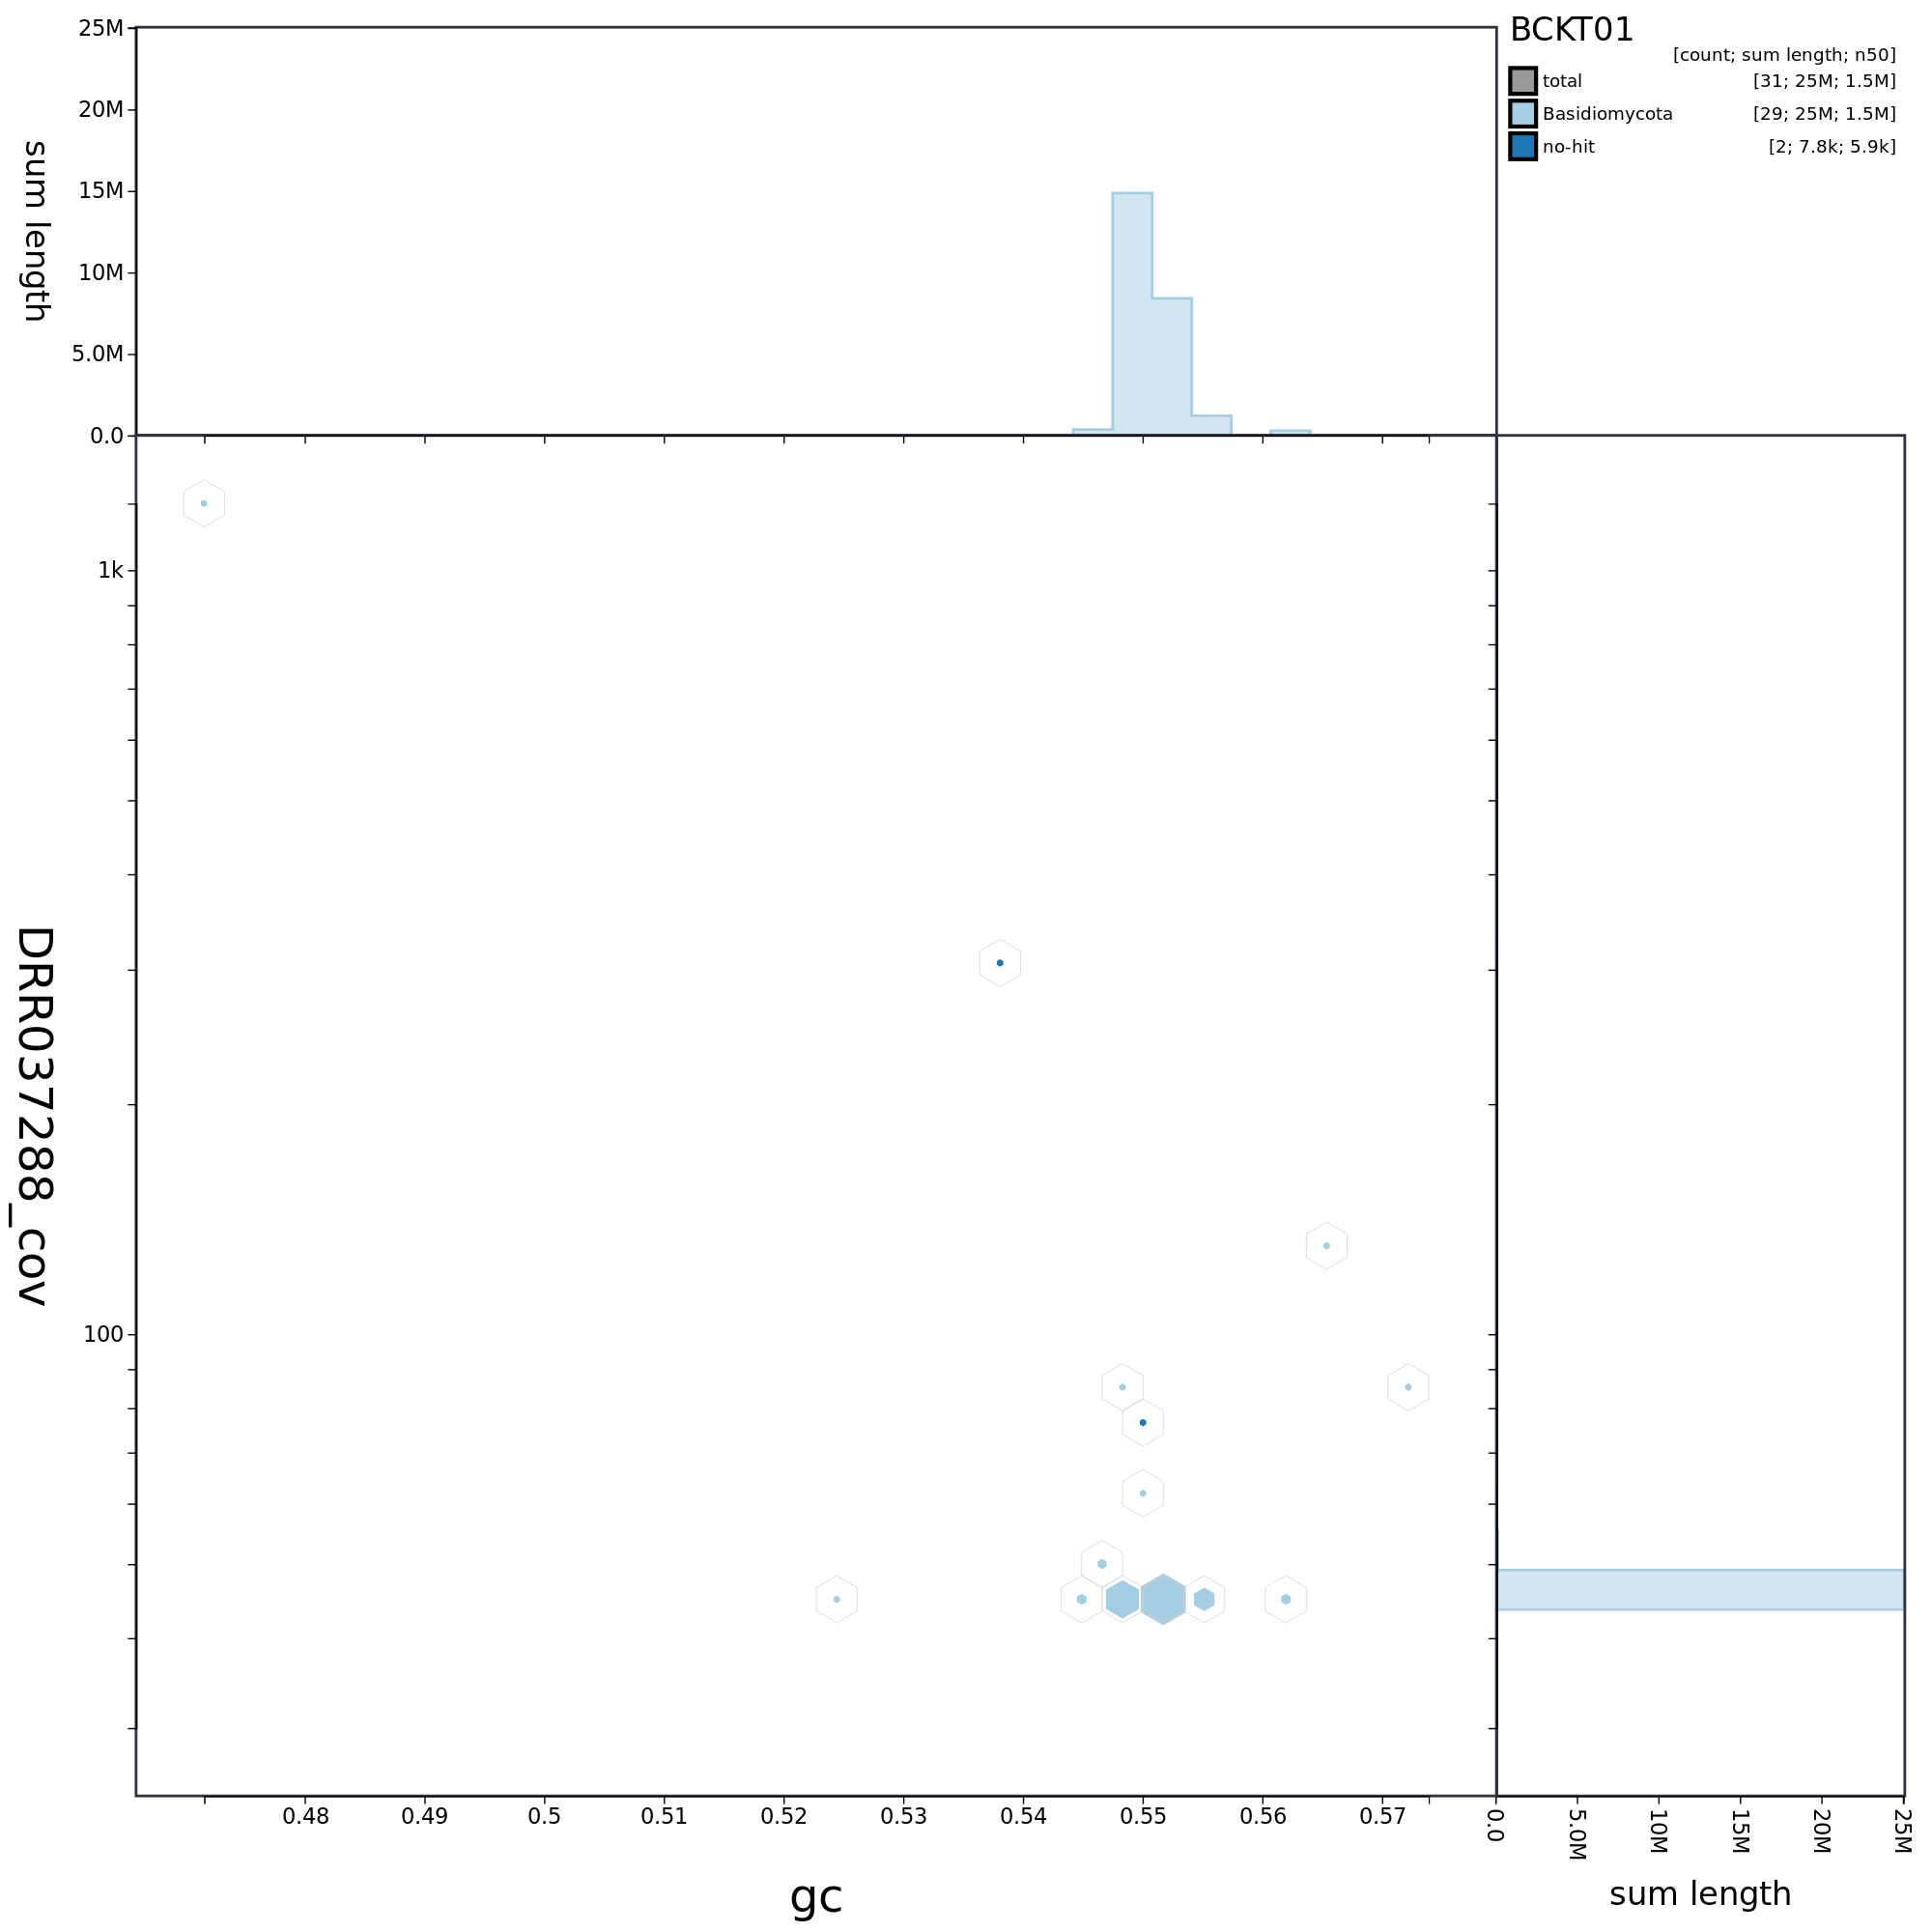 BCKT01
[count; sum length; n50]
total [31; 25M; 1.5M]
Basidiomycota [29; 25M; 1.5M]
no-hit [2; 7.8k; 5.9k]
25M
20M
15M
10M
5.0M
0.0
sum length
1k
100
DRR037288_cov
0.48 0.49 0.5 0.51 0.52 0.53 0.54 0.55 0.56 0.57
gc
0.0 5.0M 10M 15M 20M 25M
sum length